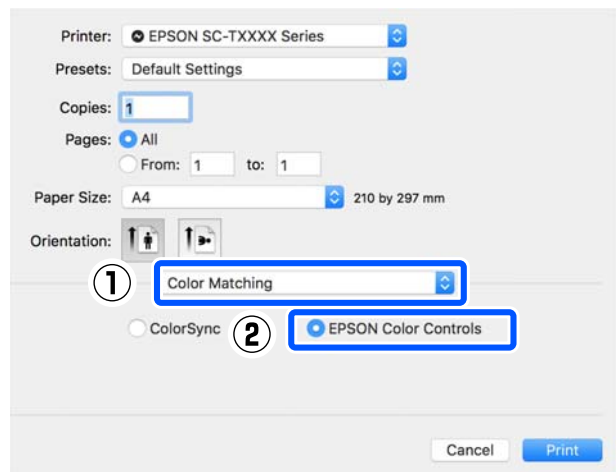 Printer: EPSON SC-TXXXX Series
Presets: Default Settings
Copies: 1
Pages: All
From: 1 to: 1
Paper Size: A4 210 by 297 mm
Orientation:
① Color Matching
ColorSync ② EPSON Color Controls
Cancel Print